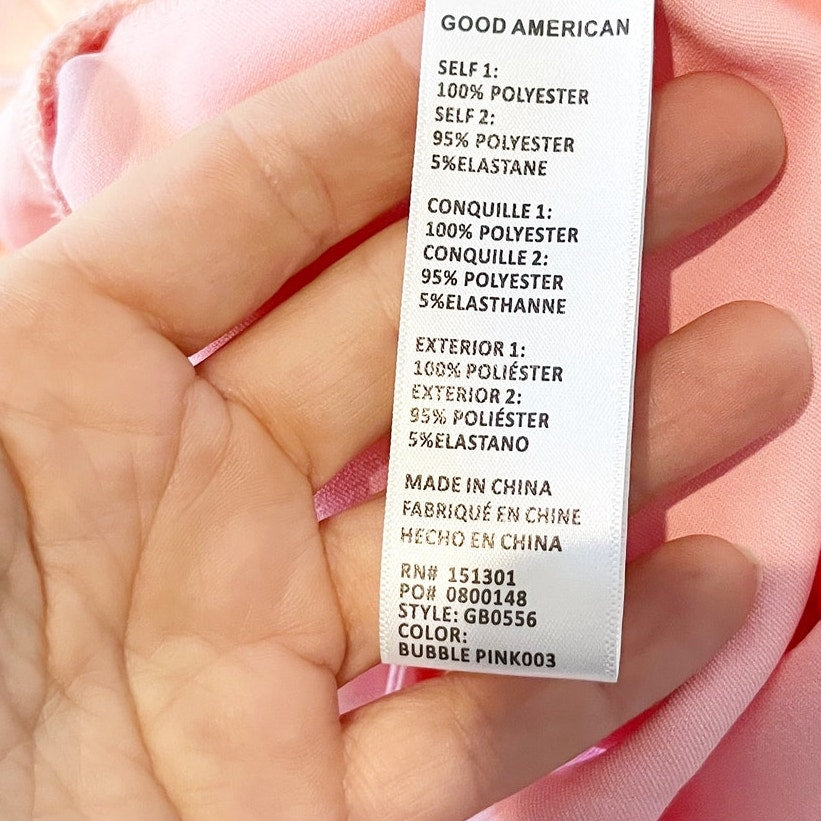 GOOD AMERICAN
SELF 1:
100% POLYESTER
SELF 2:
95% POLYESTER
5%ELASTANE
CONQUILLE 1:
100% POLYESTER
CONQUILLE 2:
95% POLYESTER
5%ELASTHANNE
EXTERIOR 1:
100% POLIÉSTER
EXTERIOR 2:
95% POLIÉSTER
5%ELASTANO
MADE IN CHINA
FABRIQUÉ EN CHINE
HECHO EN CHINA
RN# 151301
PO# 0800148
STYLE: GB0556
COLOR:
BUBBLE PINK003